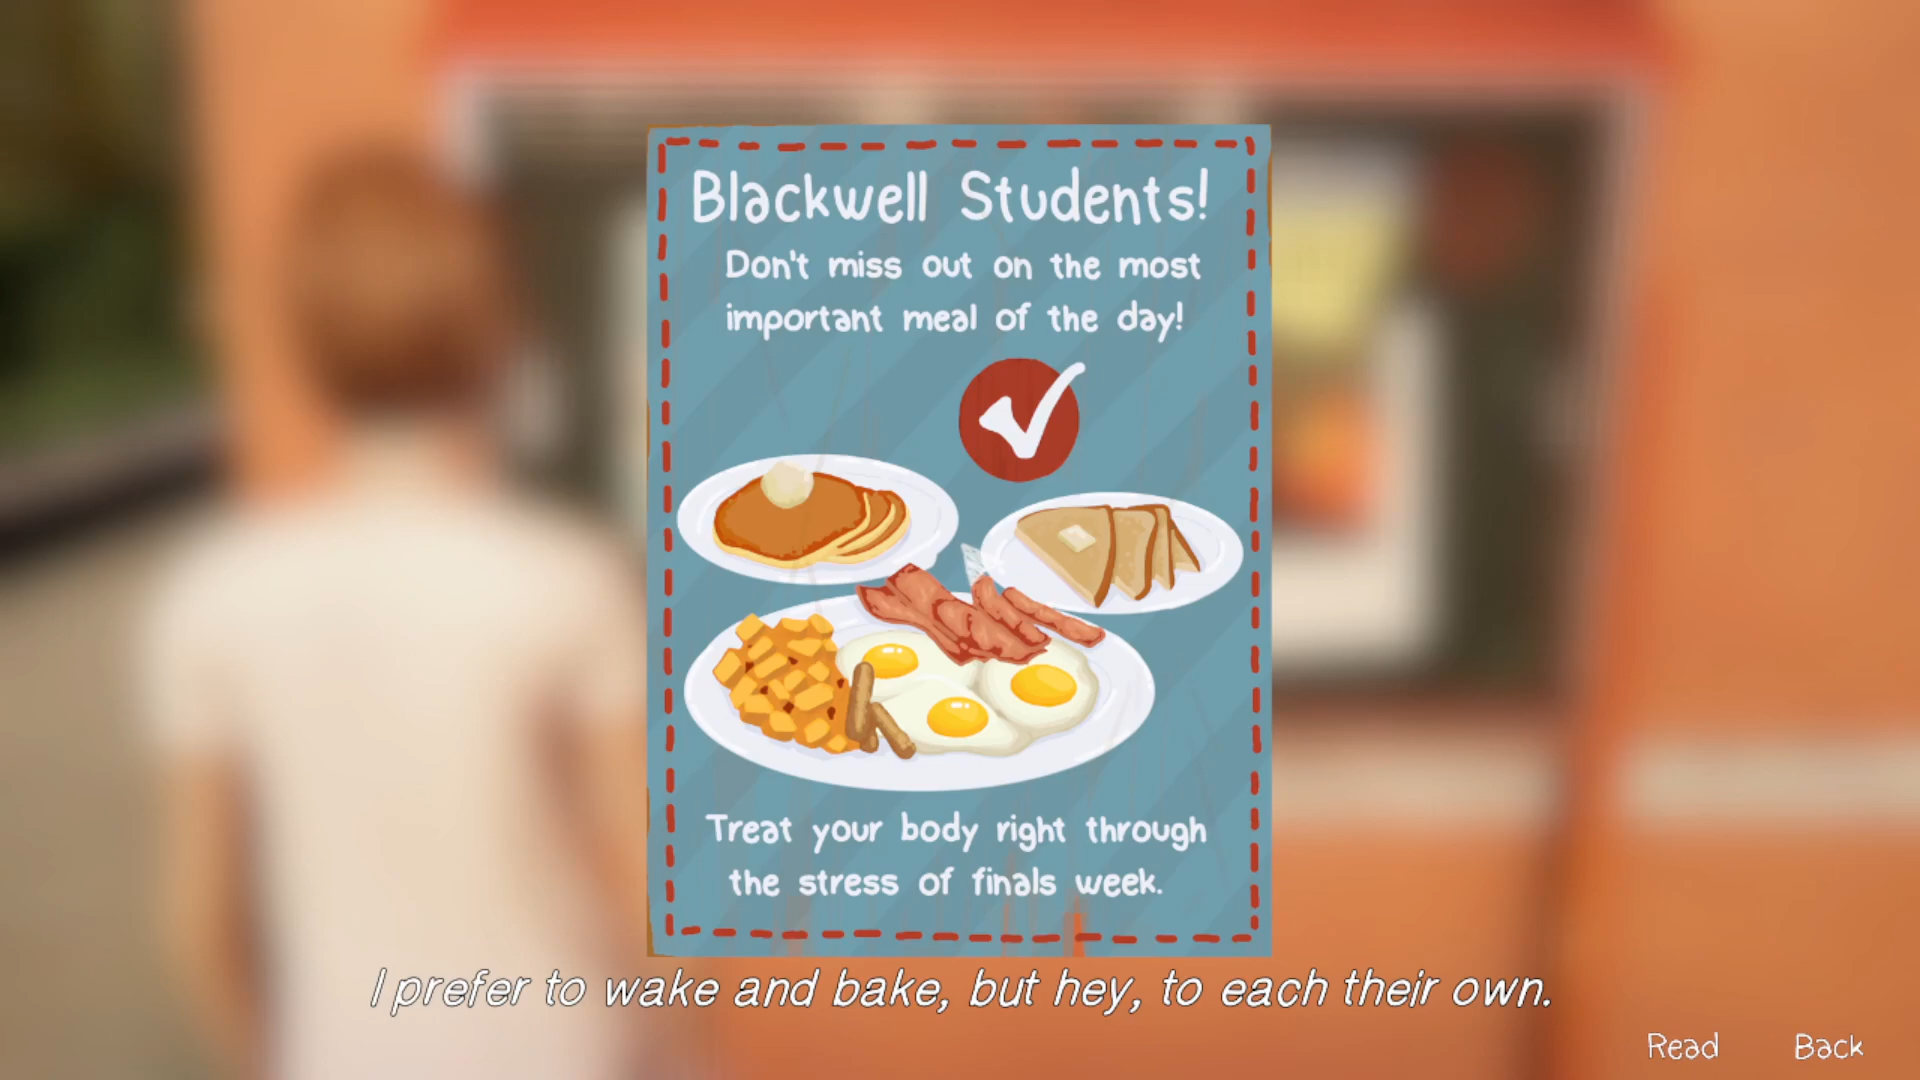 Blackwell Students!
Don't miss out on the most
important meal of the day!
Treat your body right through
the stress of finals week.
I prefer to wake and bake, but hey, to each their own.
Read Back